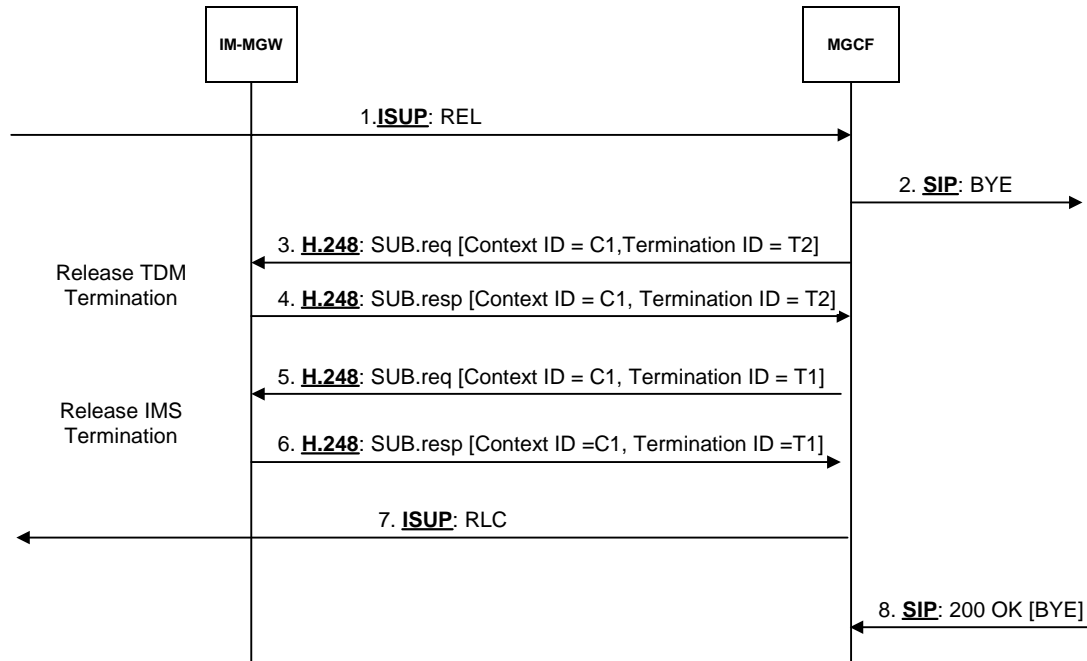 IM-MGW
MGCF
1.ISUP: REL
2. SIP: BYE
3. H.248: SUB.req [Context ID = C1,Termination ID = T2]
Release TDM
Termination
4. H.248: SUB.resp [Context ID = C1, Termination ID = T2]
5. H.248: SUB.req [Context ID = C1, Termination ID = T1]
Release IMS
Termination
6. H.248: SUB.resp [Context ID =C1, Termination ID =T1]
7. ISUP: RLC
8. SIP: 200 OK [BYE]